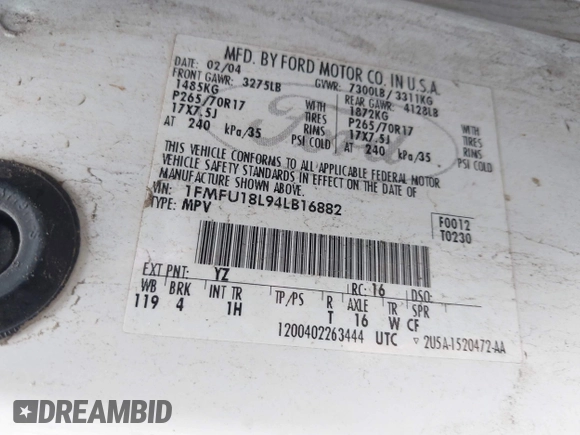 MFD. BY FORD MOTOR CO. IN U.S.A.
DATE: 02/04 GVWR: 7300LB/3311KG
FRONT GAWR: 3275LB REAR GAWR: 4128LB
1485KG WITH 1872KG WITH
P265/70R17 TIRES P265/70R17 TIRES
17X7.5J RIMS 17X7.5J RIMS
AT 240 kPa/35 PSI COLD AT 240 kPa/35 PSI COLD
THIS VEHICLE CONFORMS TO ALL APPLICABLE FEDERAL MOTOR
VEHICLE SAFETY STANDARDS IN EFFECT ON THE DATE OF
MANUFACTURE SHOWN ABOVE.
VIN: 1FMFU18L94LB16882
TYPE: MPV
F0012
T0230
Ford
EXT PNT: YZ RC: 16 DSO:
WB BRK INT TR TP/PS R AXLE TR SPR
119 4 1H T 16 W CF
1200402263444 UTC ▽ 2U5A-1520472-AA
DREAMBID